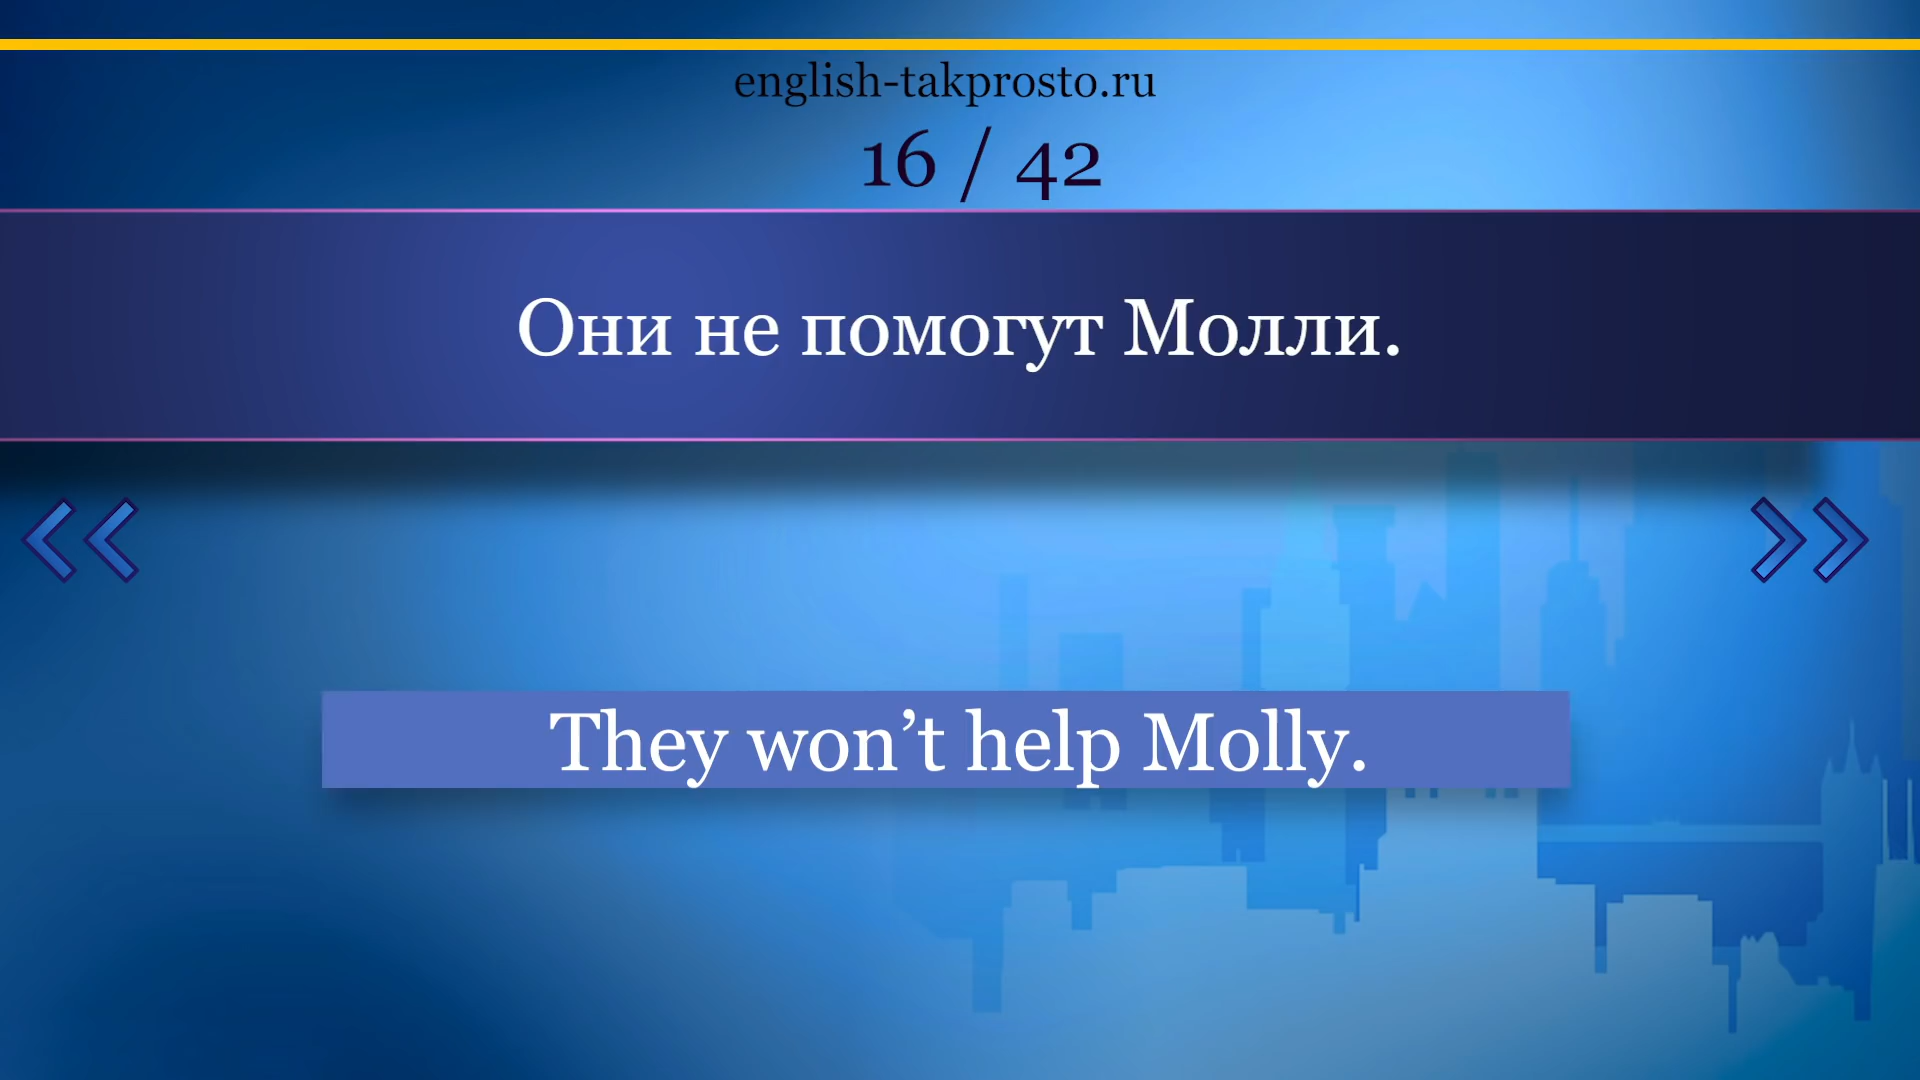 english-takprosto.ru
16 / 42
Они не помогут Молли.
They won’t help Molly.